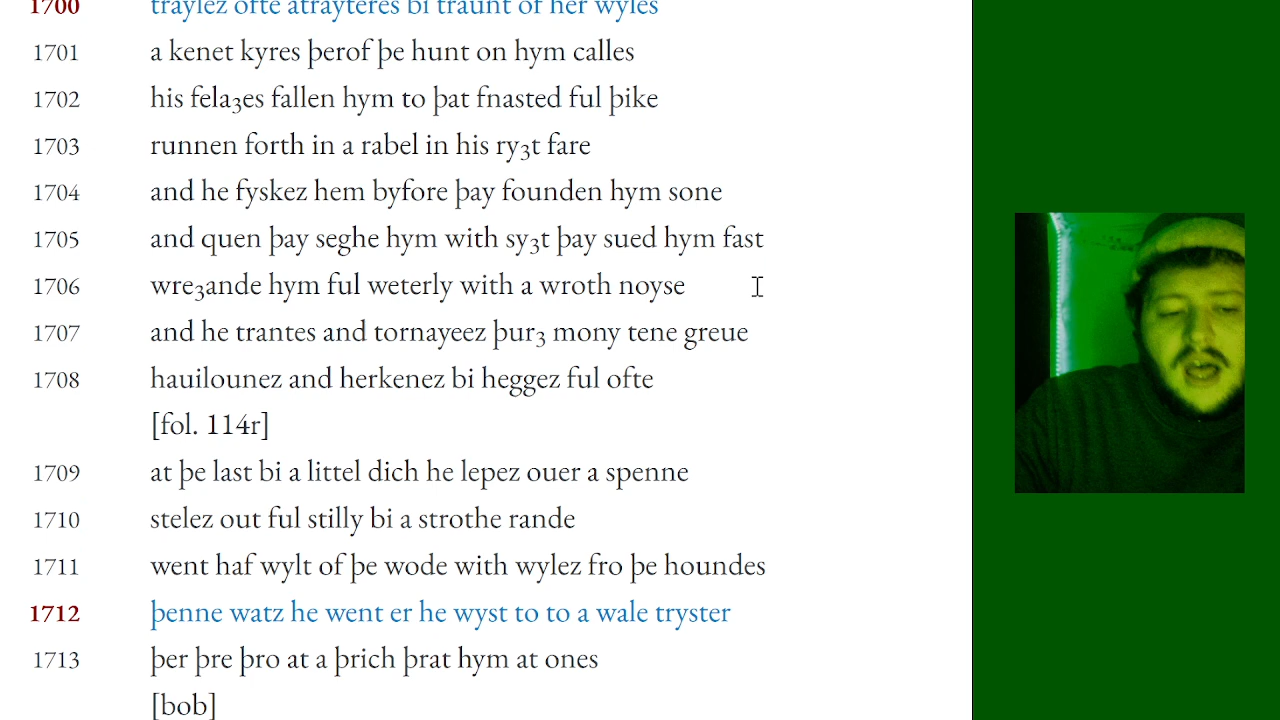 1700 traylez ofte atrayteres bi traunt of her wyles
1701 a kenet kyres þerof þe hunt on hym calles
1702 his felaȝes fallen hym to þat fnasted ful þike
1703 runnen forth in a rabel in his ryȝt fare
1704 and he fyskez hem byfore þay founden hym sone
1705 and quen þay seghe hym with syȝt þay sued hym fast
1706 wreȝande hym ful weterly with a wroth noyse
1707 and he trantes and tornayeez þurȝ mony tene greue
1708 hauilounez and herkenez bi heggez ful ofte
[fol. 114r]
1709 at þe last bi a littel dich he lepez ouer a spenne
1710 stelez out ful stilly bi a strothe rande
1711 went haf wylt of þe wode with wylez fro þe houndes
1712 þenne watz he went er he wyst to to a wale tryster
1713 þer þre þro at a þrich þrat hym at ones
[bob]